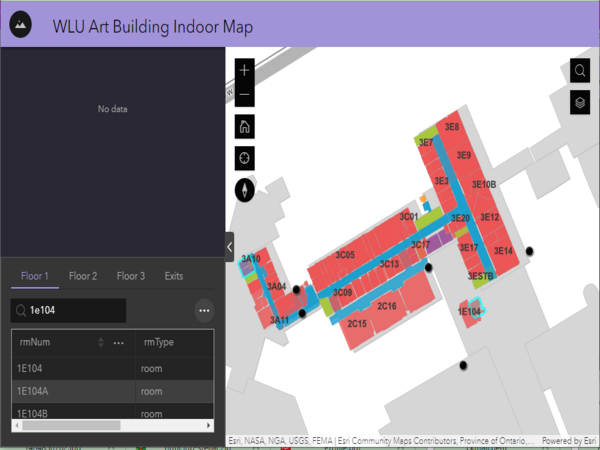 WLU Art Building Indoor Map
No data
Floor 1 Floor 2 Floor 3 Exits
1e104
rmNum rmType
1E104 room
1E104A room
1E104B room
W
3E8
3E7
3E9
3E3
3E10B
3C01
3E20
3E12
3C17
3E17
3E14
3C05
3C13
3A10
3A04
3C09
3ESTB
2C16
2C15
3A11
1E104
Esri, NASA, NGA, USGS, FEMA | Esri Community Maps Contributors, Province of Ontario,... Powered by Esri